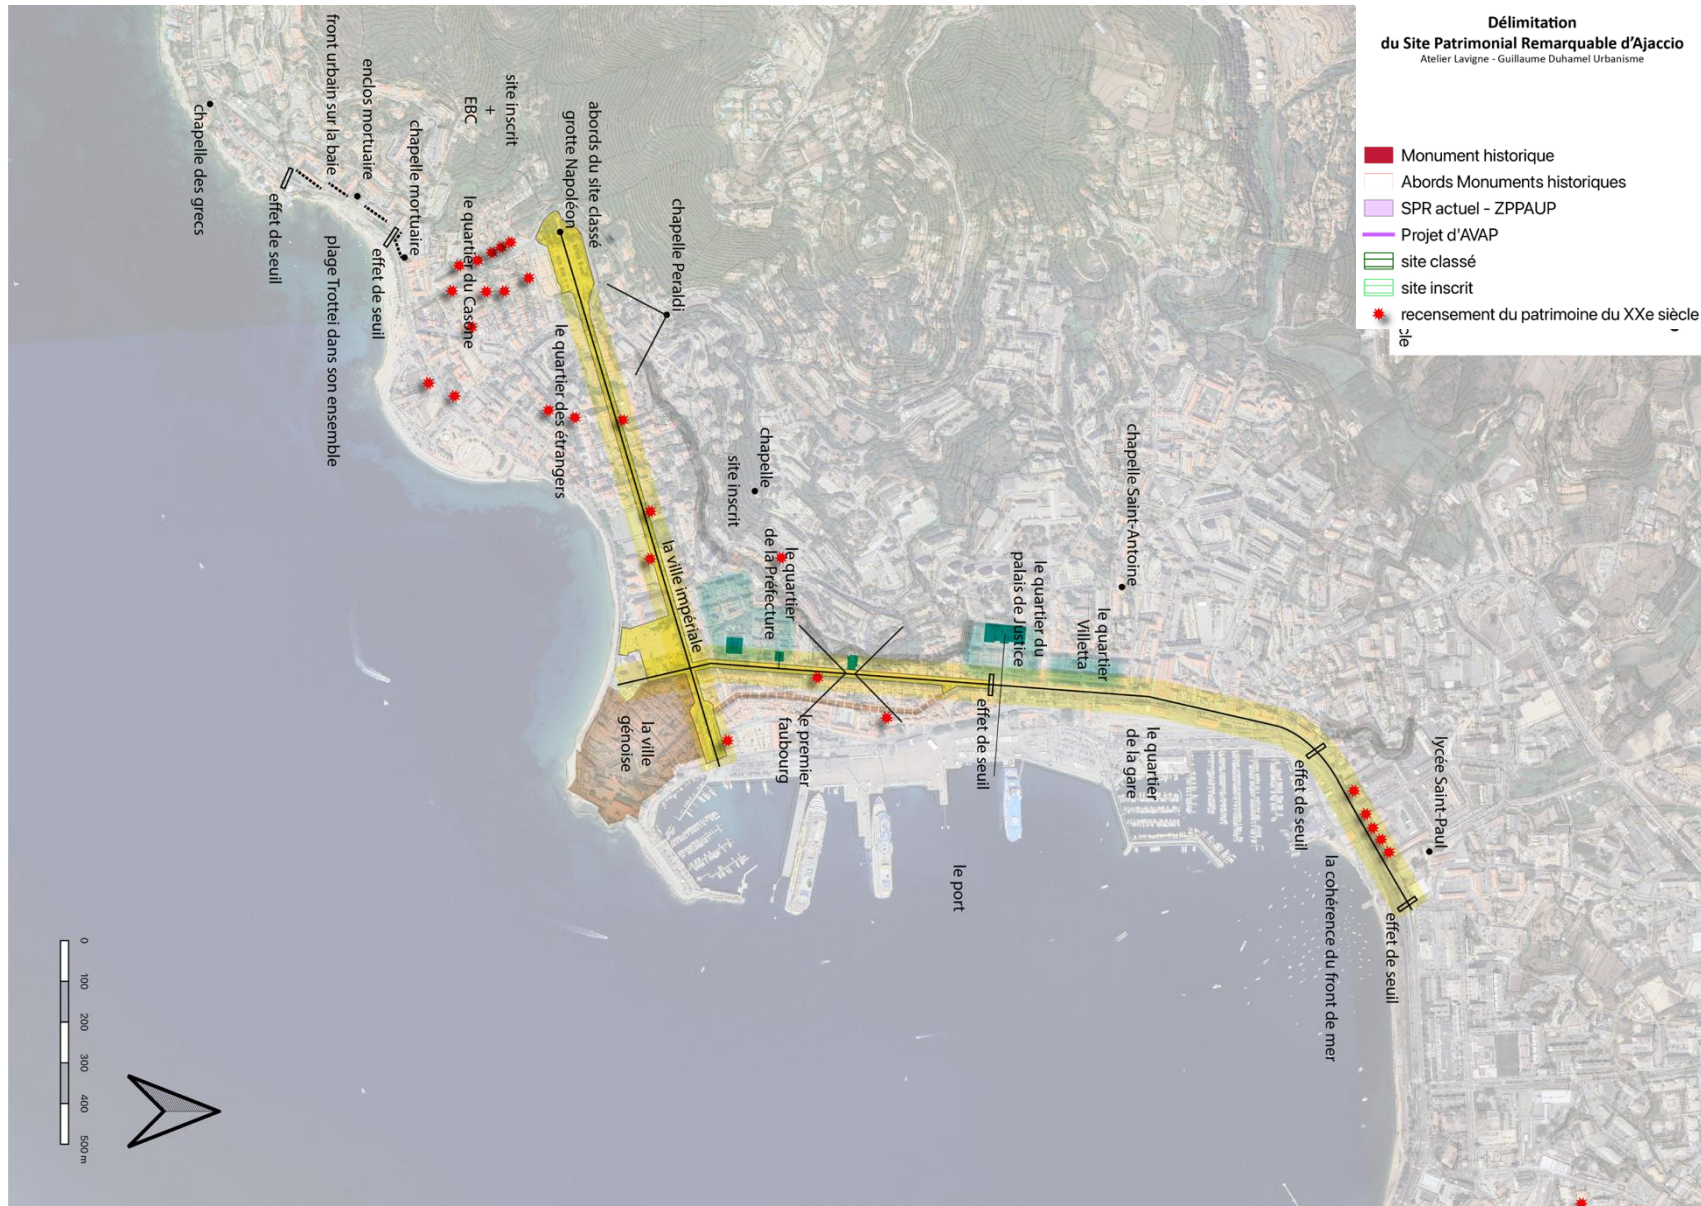 Délimitation
du Site Patrimonial Remarquable d'Ajaccio
Atelier Lavigne - Guillaume Duhamel Urbanisme
Monument historique
Abords Monuments historiques
SPR actuel - ZPPAUP
Projet d'AVAP
site classé
site inscrit
recensement du patrimoine du XXe siècle
cle
chapelle des grecs
front urbain sur la baie
enclos mortuaire
chapelle mortuaire
effet de seuil
effet de seuil
plage Trottei dans son ensemble
site inscrit
+
EBC
le quartier du Casone
abords du site classé
grotte Napoléon
chapelle Peraldi
le quartier des étrangers
chapelle
site inscrit
la ville impériale
le quartier
de la Préfecture
la ville
génoise
le premier
faubourg
chapelle Saint-Antoine
le quartier du
palais de Justice
le quartier
Villetta
effet de seuil
le quartier
de la gare
le port
lycée Saint-Paul
effet de seuil
la cohérence du front de mer
effet de seuil
0
100
200
300
400
500 m